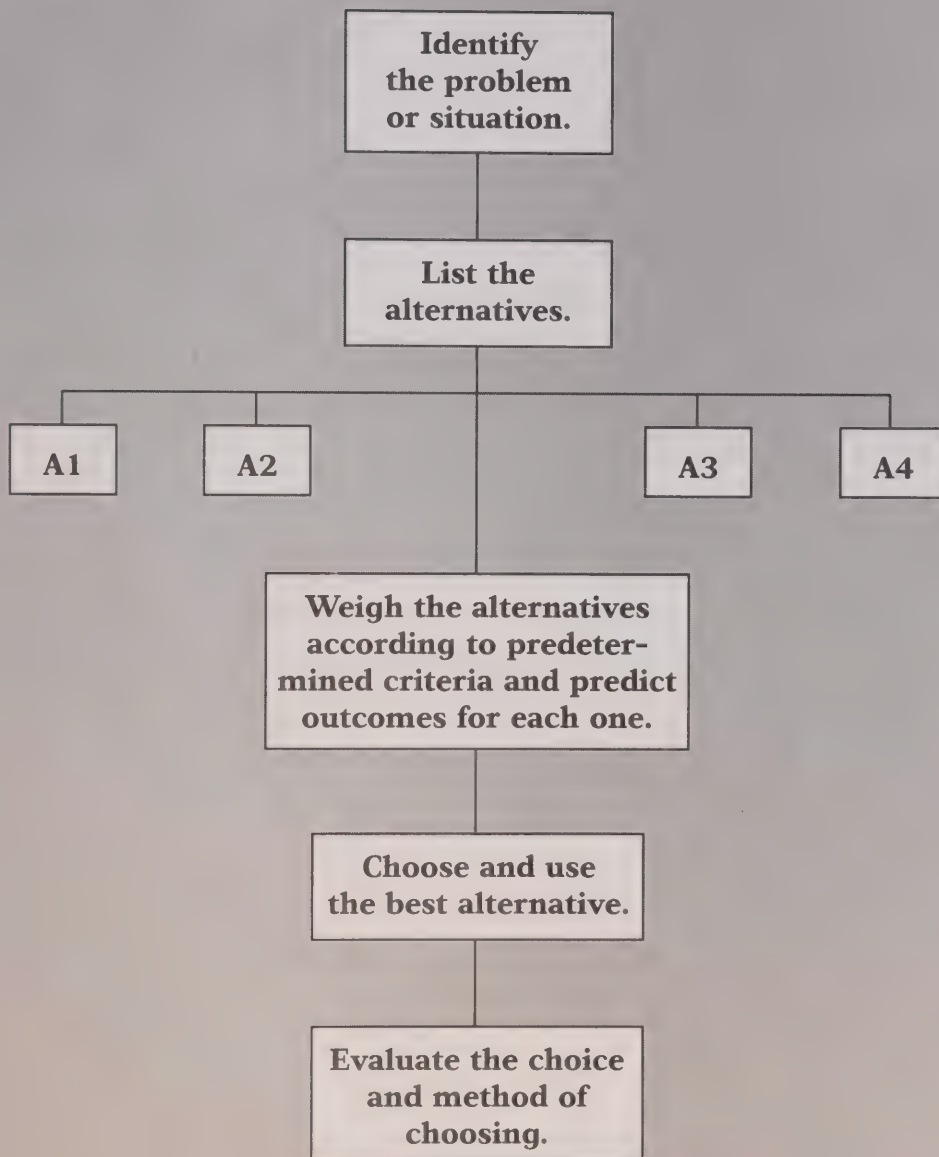 Identify
the problem
or situation.
List the
alternatives.
A1
A2
A3
A4
Weigh the alternatives
according to predeter-
mined criteria and predict
outcomes for each one.
Choose and use
the best alternative.
Evaluate the choice
and method of
choosing.